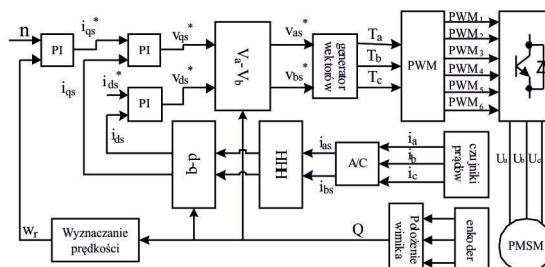 n
PI
i_qs*
PI
v_qs*
V_a-V_b
v_as*
generator wektorów
T_a
PWM
PWM_1
PWM_2
PWM_3
PWM_4
PWM_5
PWM_6
i_qs
i_ds*
PI
v_ds*
v_bs*
T_b
T_c
i_ds
d-q
HHH
i_as
i_bs
A/C
i_a
i_b
i_c
czujniki prądów
U_a
U_b
U_c
w_r
Wyznaczanie prędkości
Q
Położenie wirnika
enkoder
PMSM